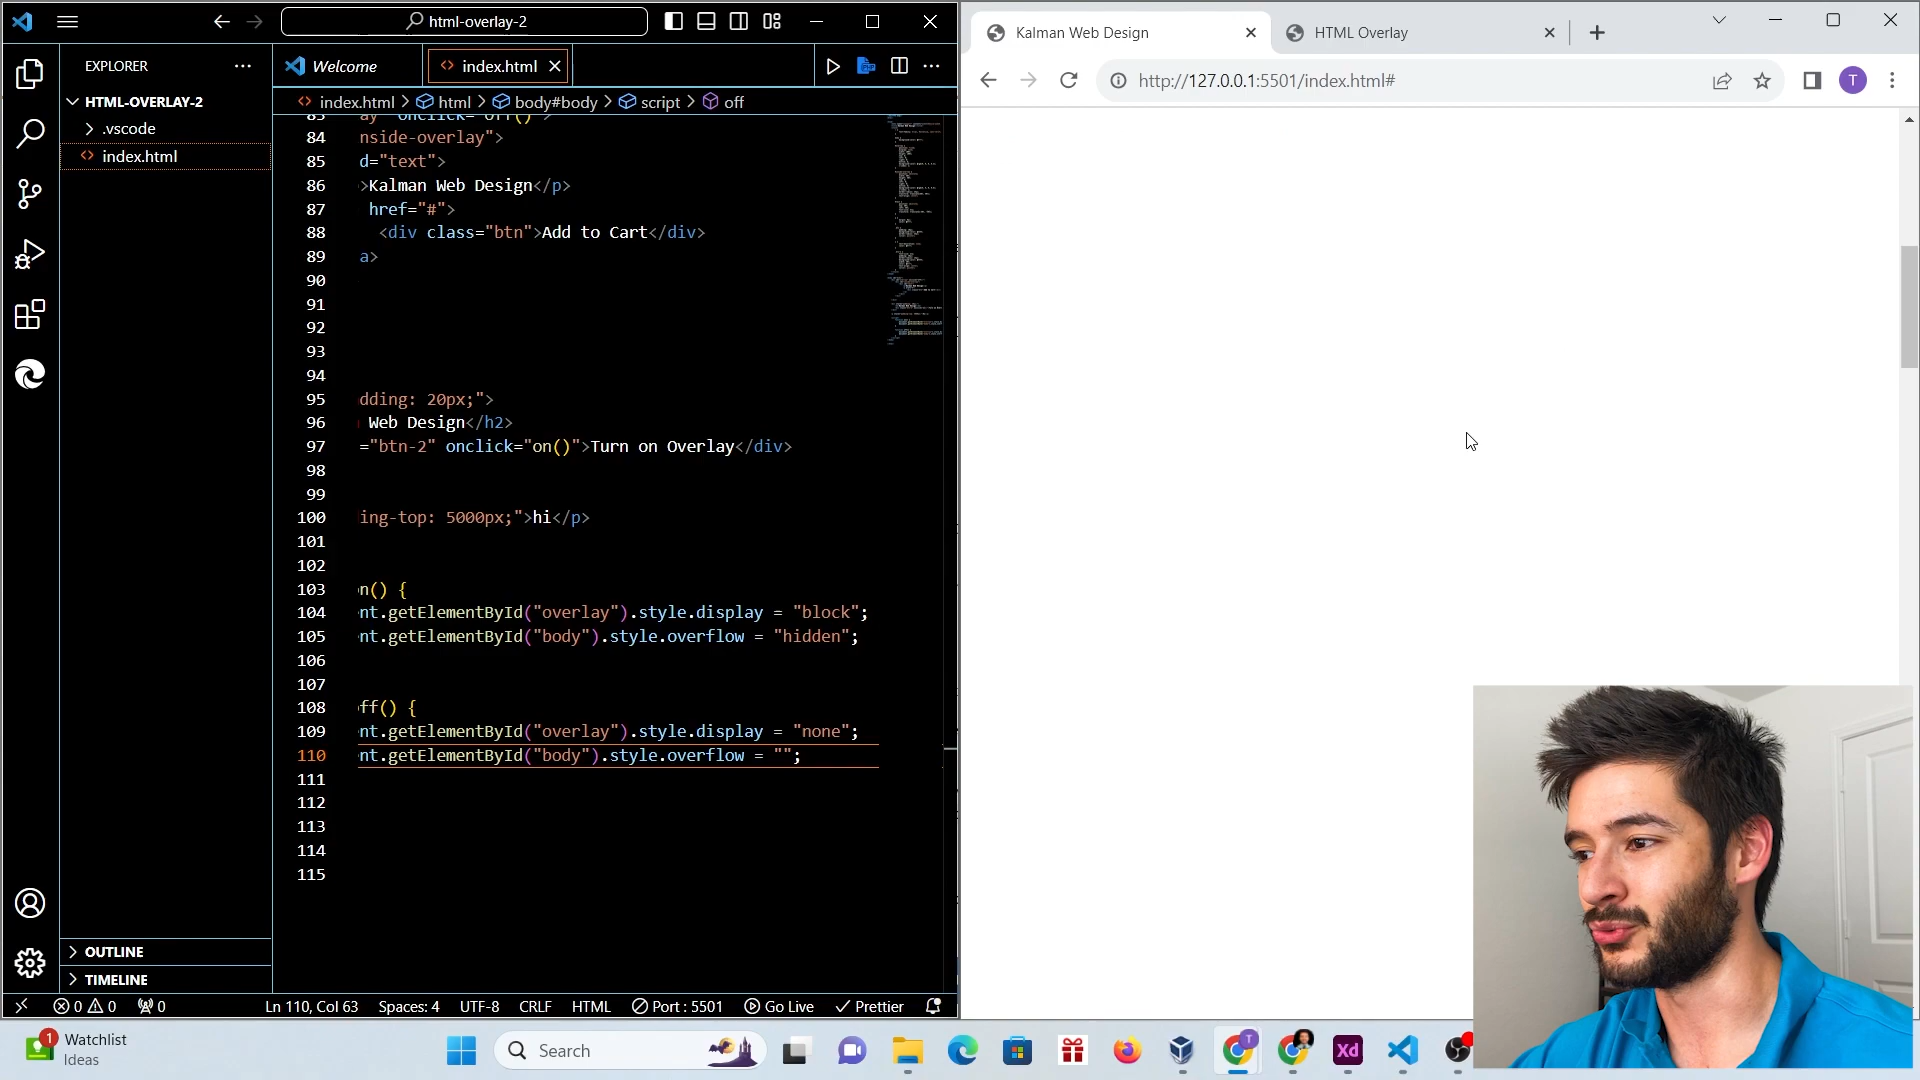 html-overlay-2
EXPLORER
HTML-OVERLAY-2
.vscode
index.html
OUTLINE
TIMELINE
Welcome
index.html
index.html html body#body script off
83 ay" onclick="off()">
84 nside-overlay">
85 d="text">
86 >Kalman Web Design</p>
87 href="#">
88 <div class="btn">Add to Cart</div>
89 a>
90
91
92
93
94
95 dding: 20px;">
96 Web Design</h2>
97 ="btn-2" onclick="on()">Turn on Overlay</div>
98
99
100 ing-top: 5000px;">hi</p>
101
102
103 n() {
104 nt.getElementById("overlay").style.display = "block";
105 nt.getElementById("body").style.overflow = "hidden";
106
107
108 ff() {
109 nt.getElementById("overlay").style.display = "none";
110 nt.getElementById("body").style.overflow = "";
111
112
113
114
115
0 0 0 Ln 110, Col 63 Spaces: 4 UTF-8 CRLF HTML Port : 5501 Go Live Prettier
Kalman Web Design
HTML Overlay
http://127.0.0.1:5501/index.html#
T
1 Watchlist
Ideas
Search
T
Xd